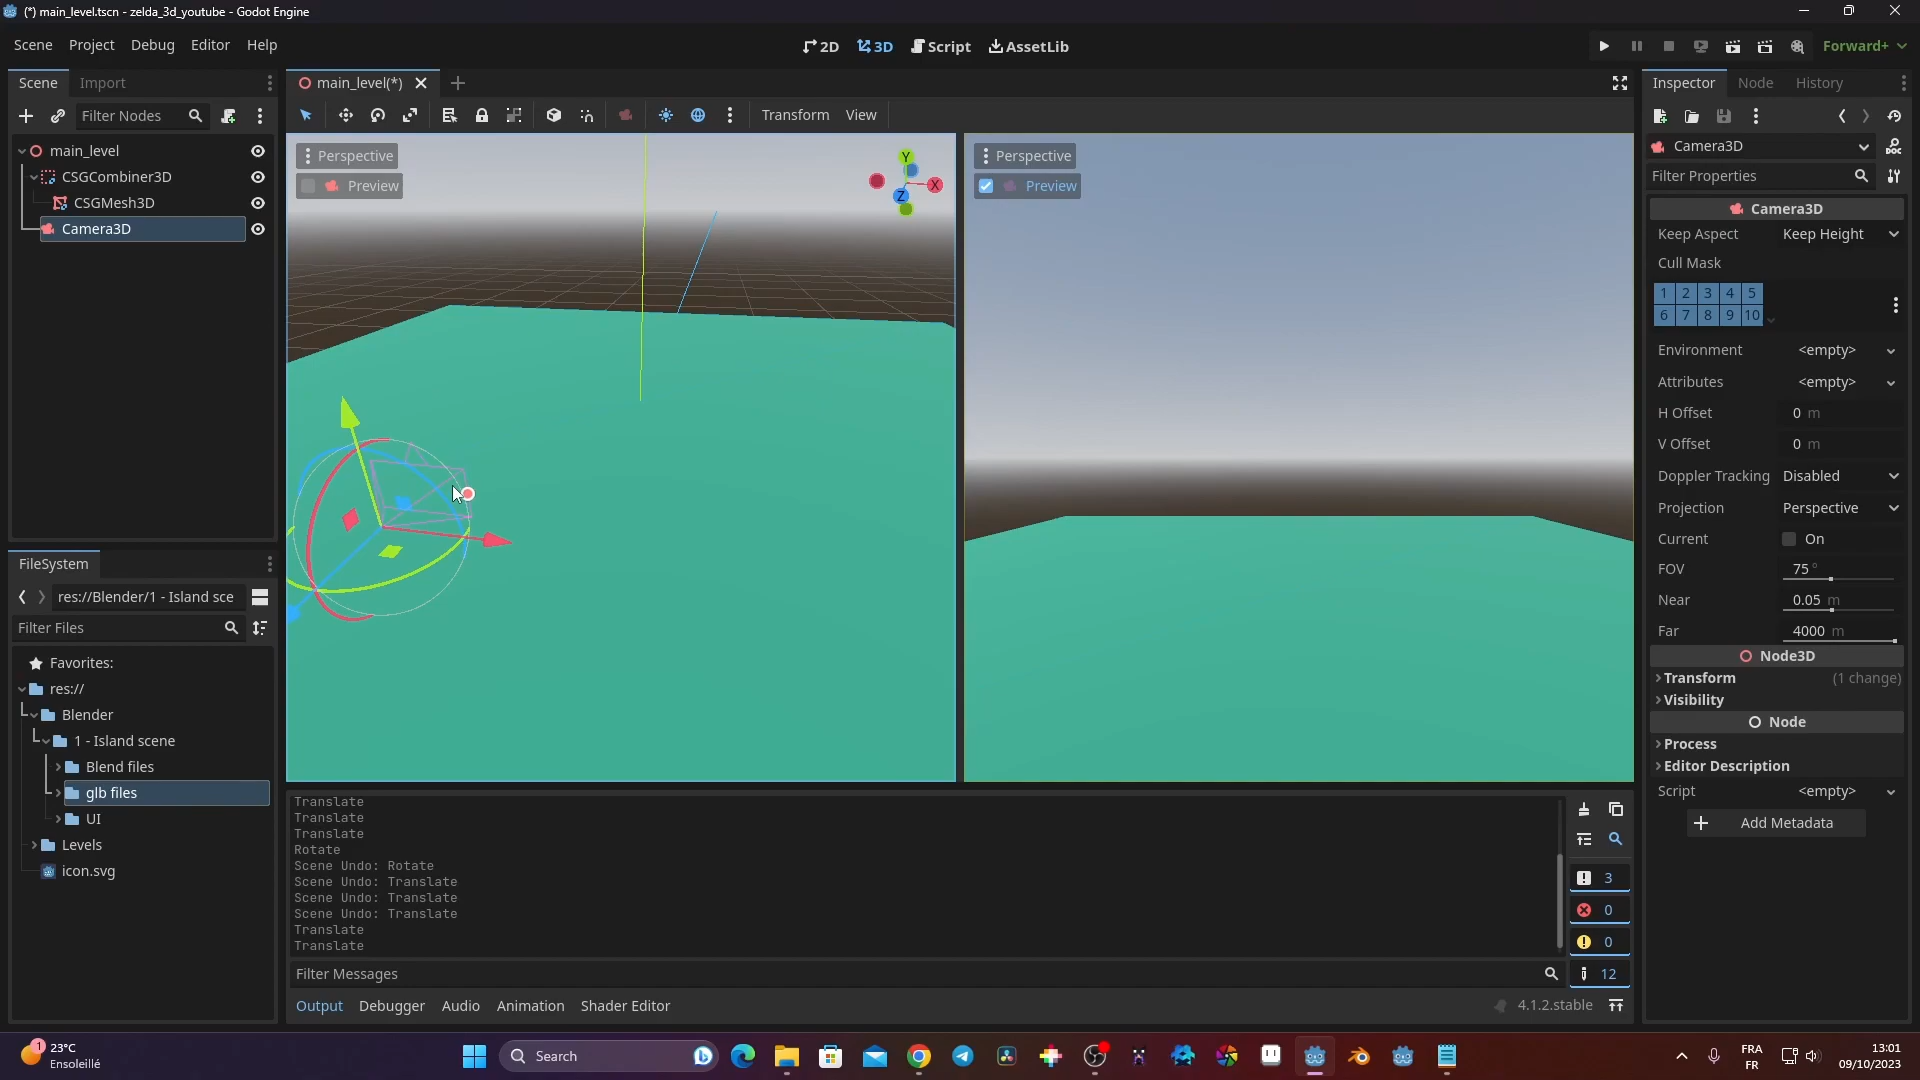 (*) main_level.tscn - zelda_3d_youtube - Godot Engine
Scene Project Debug Editor Help
2D 3D Script AssetLib
Forward+
Scene Import
main_level(*)
Inspector Node History
Filter Nodes
Transform View
main_level
CSGCombiner3D
CSGMesh3D
Camera3D
Perspective
Preview
Y
X
Z
Perspective
Preview
Camera3D
Filter Properties
Camera3D
Keep Aspect Keep Height
Cull Mask
1 2 3 4 5
6 7 8 9 10
Environment <empty>
Attributes <empty>
H Offset 0 m
V Offset 0 m
Doppler Tracking Disabled
Projection Perspective
Current On
FOV 75 °
Near 0.05 m
Far 4000 m
Node3D
Transform (1 change)
Visibility
Node
Process
Editor Description
Script <empty>
Add Metadata
FileSystem
res://Blender/1 - Island sce
Filter Files
Favorites:
res://
Blender
1 - Island scene
Blend files
glb files
UI
Levels
icon.svg
Translate
Translate
Translate
Rotate
Scene Undo: Rotate
Scene Undo: Translate
Scene Undo: Translate
Scene Undo: Translate
Translate
Translate
3
0
0
12
Filter Messages
Output Debugger Audio Animation Shader Editor
4.1.2.stable
1
23°C
Ensoleillé
Search
FRA
FR
13:01
09/10/2023